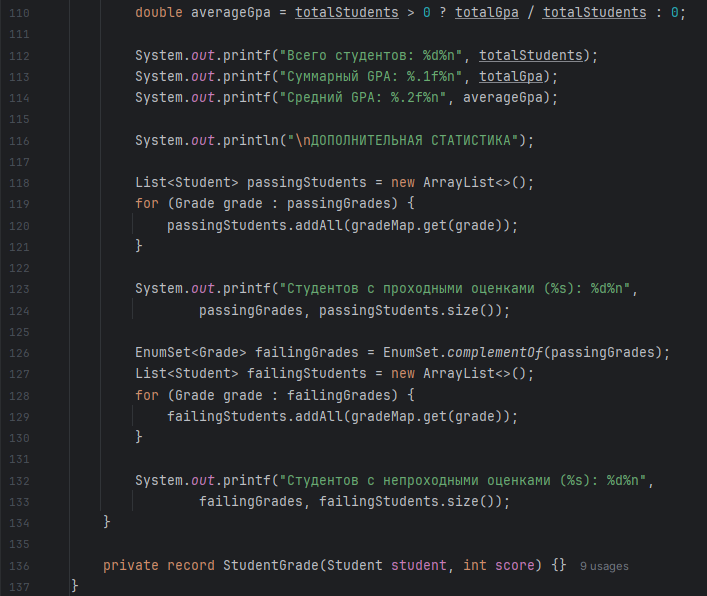 110 double averageGpa = totalStudents > 0 ? totalGpa / totalStudents : 0;
111
112 System.out.printf("Всего студентов: %d%n", totalStudents);
113 System.out.printf("Суммарный GPA: %.1f%n", totalGpa);
114 System.out.printf("Средний GPA: %.2f%n", averageGpa);
115
116 System.out.println("\nДОПОЛНИТЕЛЬНАЯ СТАТИСТИКА");
117
118 List<Student> passingStudents = new ArrayList<>();
119 for (Grade grade : passingGrades) {
120 passingStudents.addAll(gradeMap.get(grade));
121 }
122
123 System.out.printf("Студентов с проходными оценками (%s): %d%n",
124 passingGrades, passingStudents.size());
125
126 EnumSet<Grade> failingGrades = EnumSet.complementOf(passingGrades);
127 List<Student> failingStudents = new ArrayList<>();
128 for (Grade grade : failingGrades) {
129 failingStudents.addAll(gradeMap.get(grade));
130 }
131
132 System.out.printf("Студентов с непроходными оценками (%s): %d%n",
133 failingGrades, failingStudents.size());
134 }
135
136 private record StudentGrade(Student student, int score) {} 9 usages
137 }